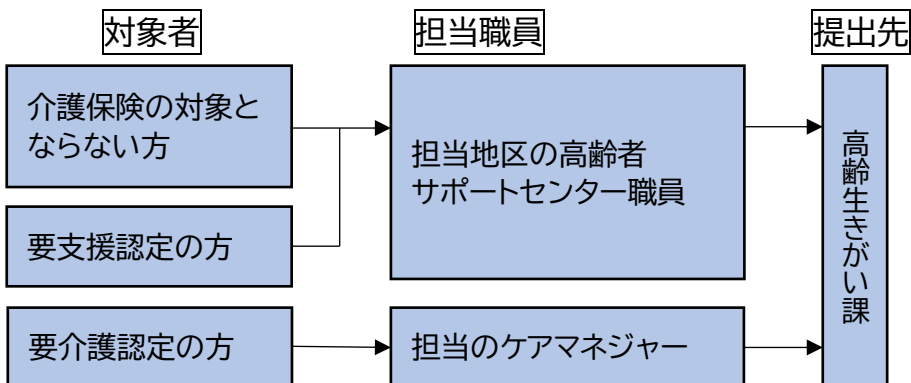 対象者
担当職員
提出先
介護保険の対象と
ならない方
要支援認定の方
要介護認定の方
担当地区の高齢者
サポートセンター職員
担当のケアマネジャー
高齢生きがい課